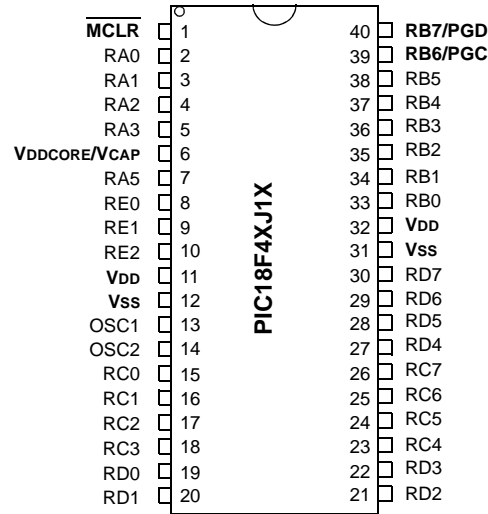 MCLR 1 40 RB7/PGD
RA0 2 39 RB6/PGC
RA1 3 38 RB5
RA2 4 37 RB4
RA3 5 36 RB3
VDDCORE/VCAP 6 35 RB2
RA5 7 34 RB1
RE0 8 33 RB0
RE1 9 32 VDD
RE2 10 31 VSS
VDD 11 30 RD7
VSS 12 29 RD6
OSC1 13 28 RD5
OSC2 14 27 RD4
RC0 15 26 RC7
RC1 16 25 RC6
RC2 17 24 RC5
RC3 18 23 RC4
RD0 19 22 RD3
RD1 20 21 RD2
PIC18F4XJ1X